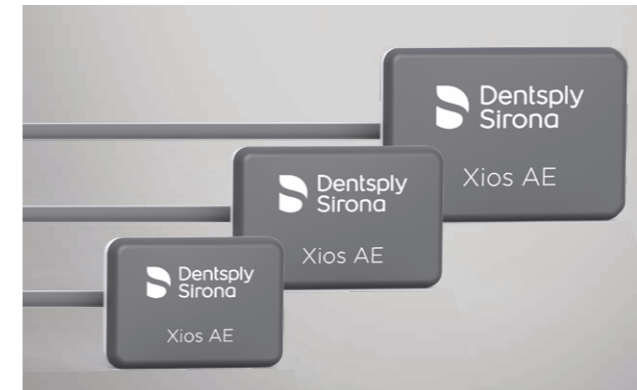 Dentsply
Sirona
Xios AE
Dentsply
Sirona
Xios AE
Dentsply
Sirona
Xios AE